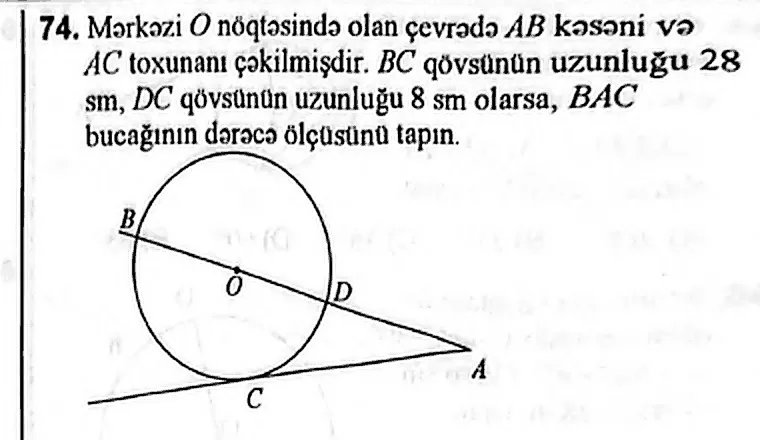 74. Mərkəzi O nöqtəsində olan çevrədə AB kəsəni və
AC toxunanı çəkilmişdir. BC qövsünün uzunluğu 28
sm, DC qövsünün uzunluğu 8 sm olarsa, BAC
bucağının dərəcə ölçüsünü tapın.
B
O
D
A
C